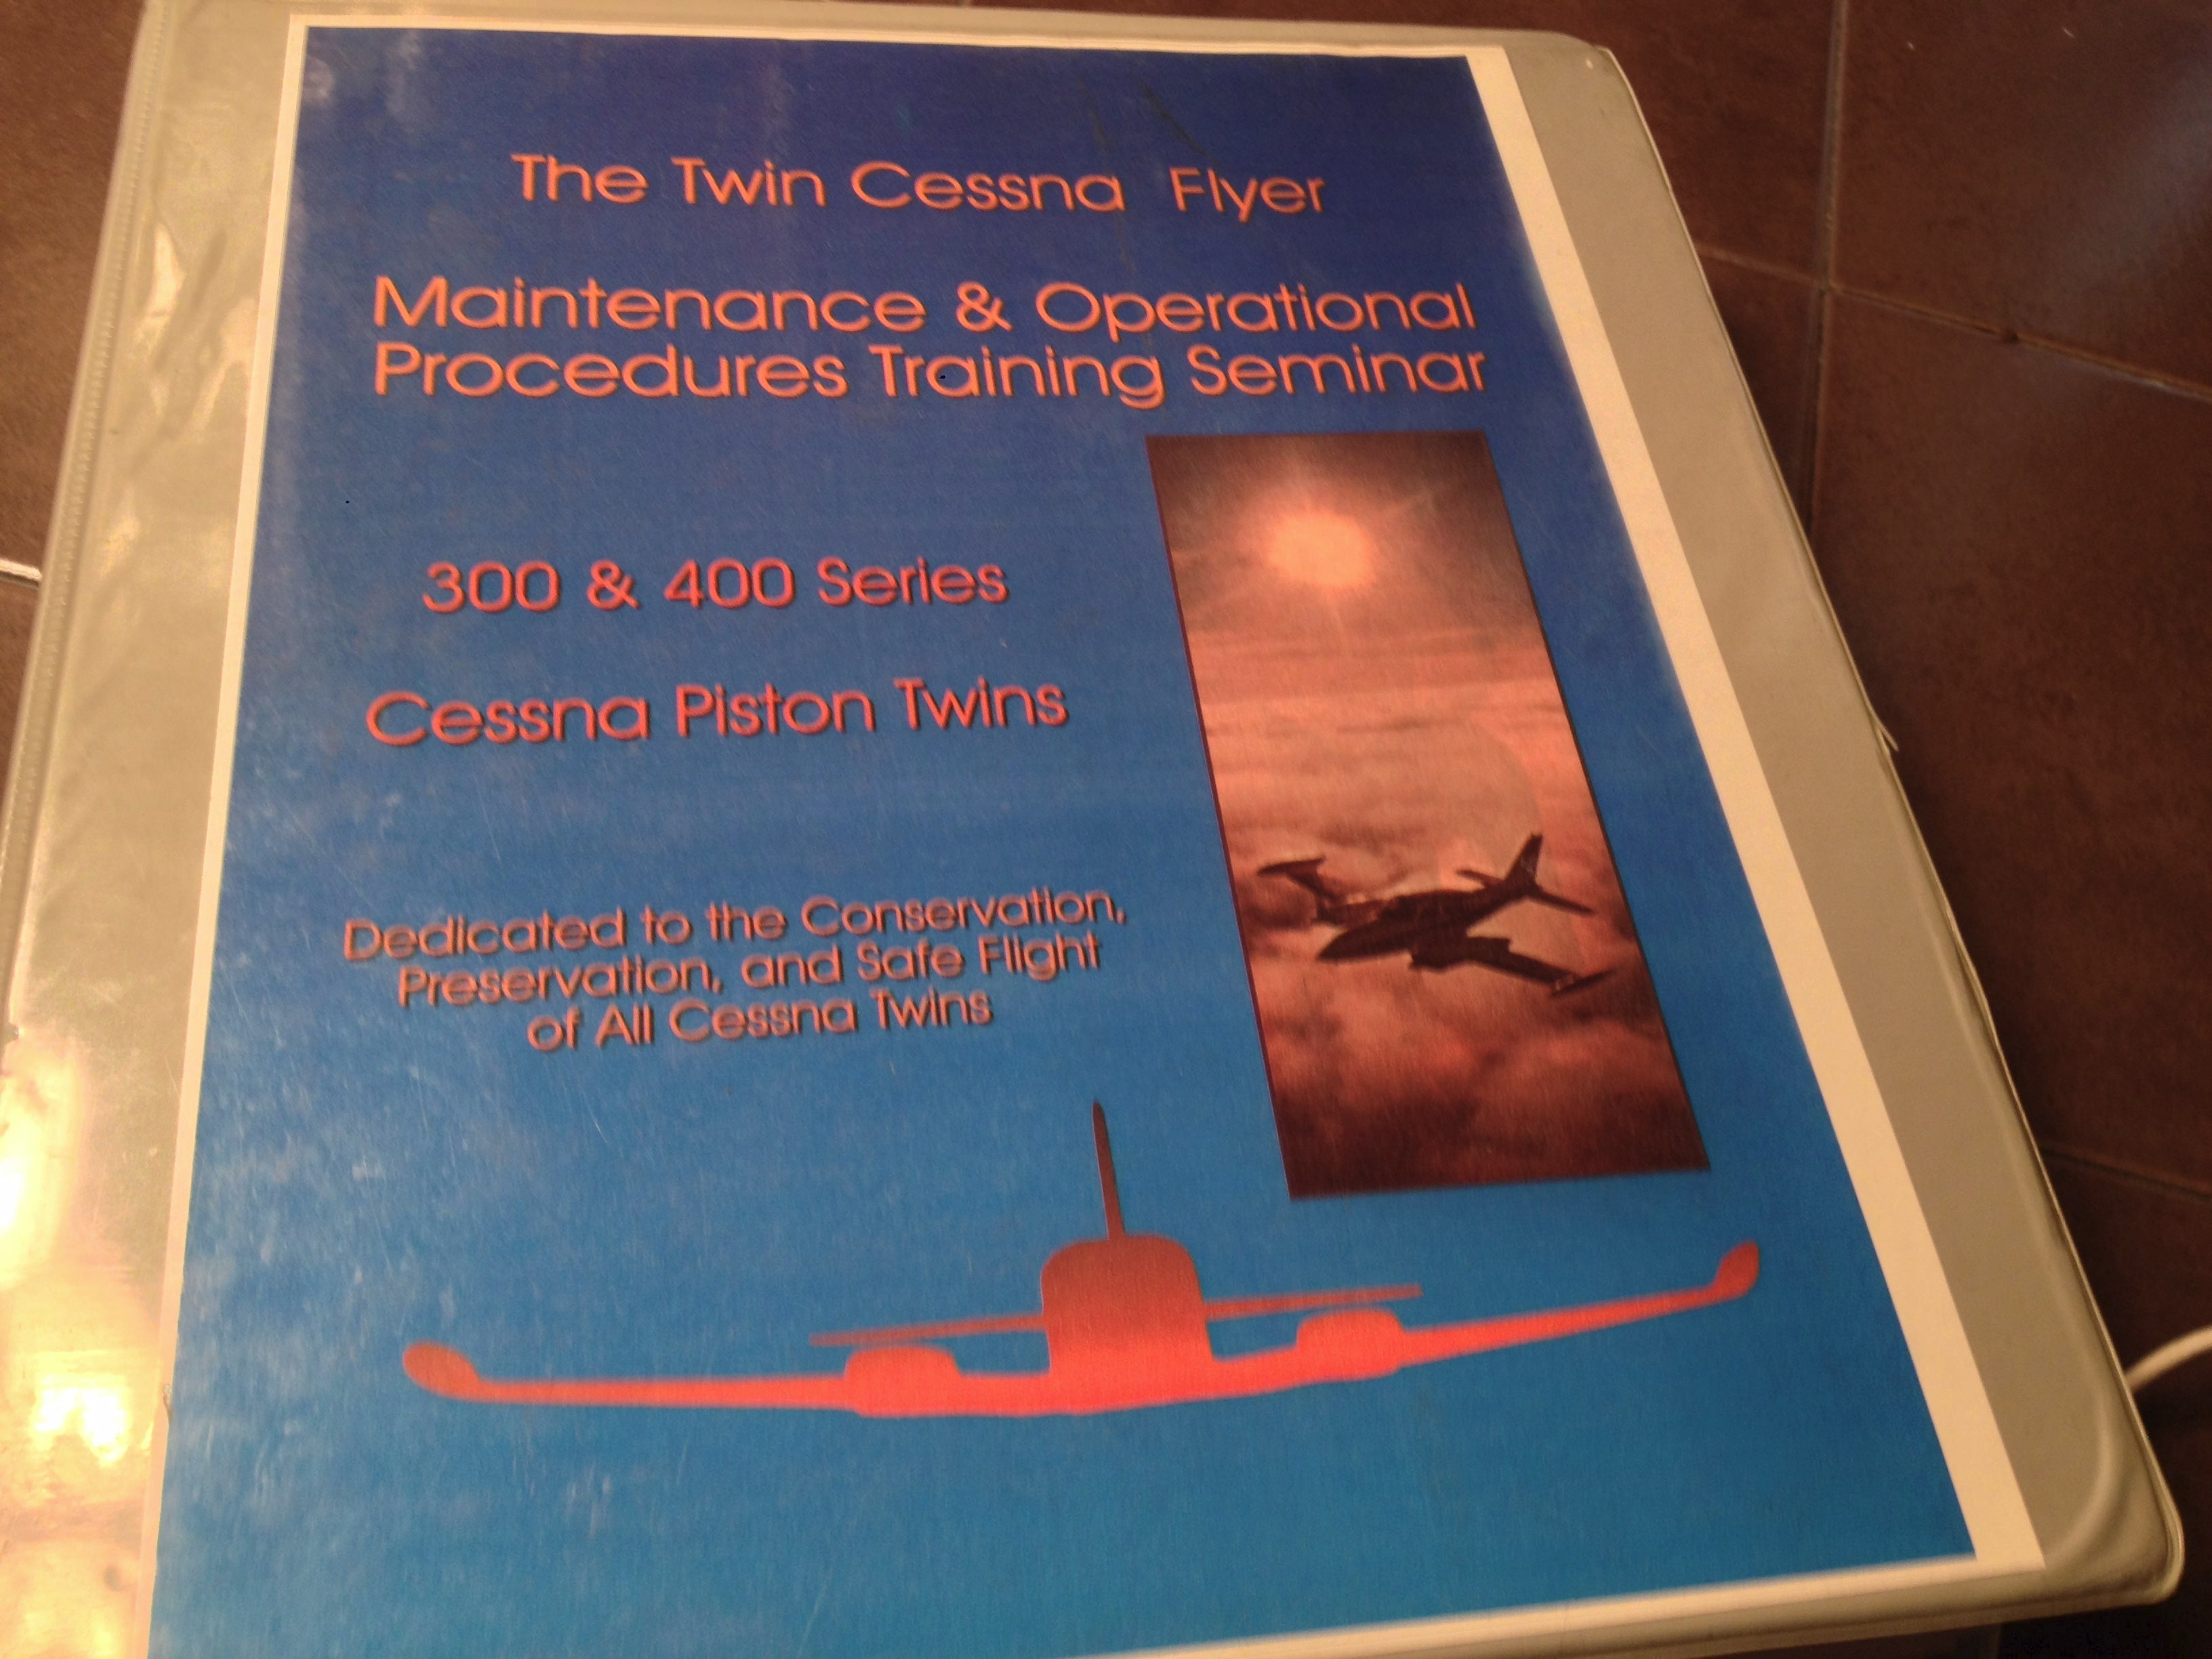 The Twin Cessna Flyer
Maintenance & Operational
Procedures Training Seminar
300 & 400 Series
Cessna Piston Twins
Dedicated to the Conservation,
Preservation, and Safe Flight
of All Cessna Twins